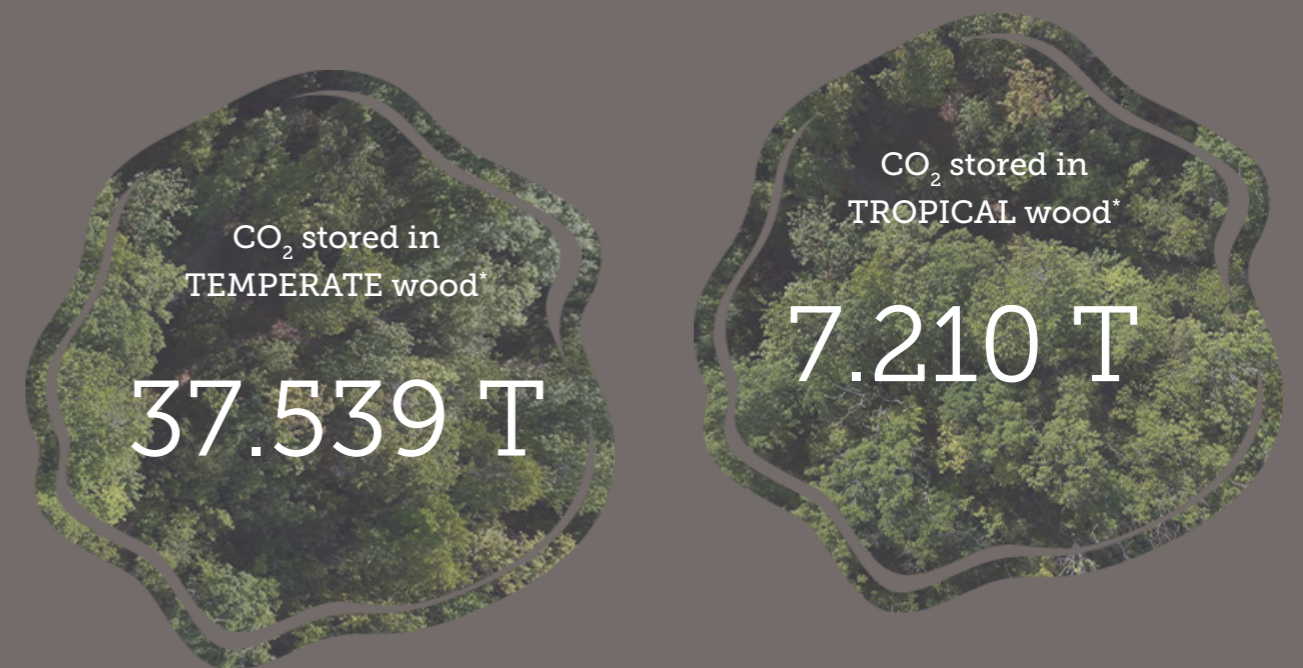 CO₂ stored in
TEMPERATE wood*
37.539 T
CO₂ stored in
TROPICAL wood*
7.210 T